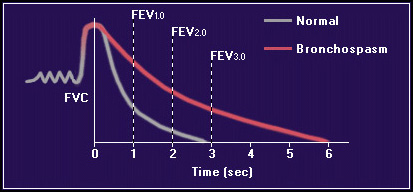 FEV1.0
Normal
FEV2.0
Bronchospasm
FEV3.0
FVC
0 1 2 3 4 5 6
Time (sec)